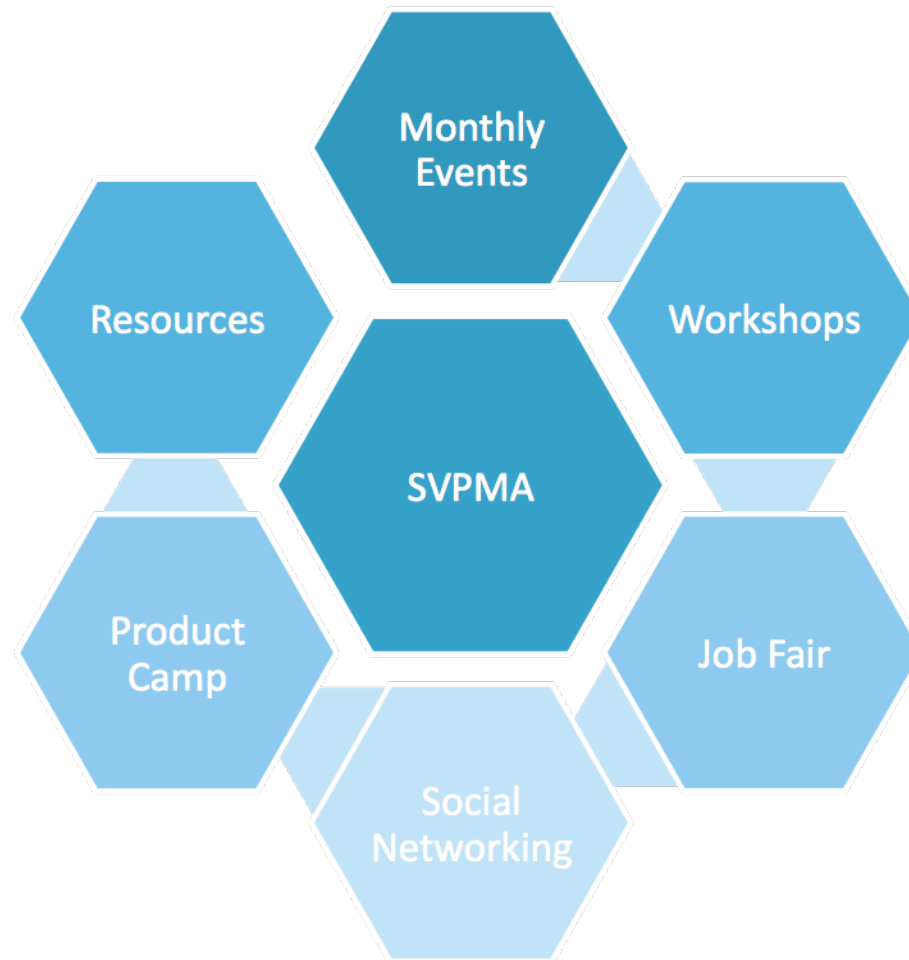 Monthly
Events
Resources
Workshops
SVPMA
Product
Camp
Job Fair
Social
Networking